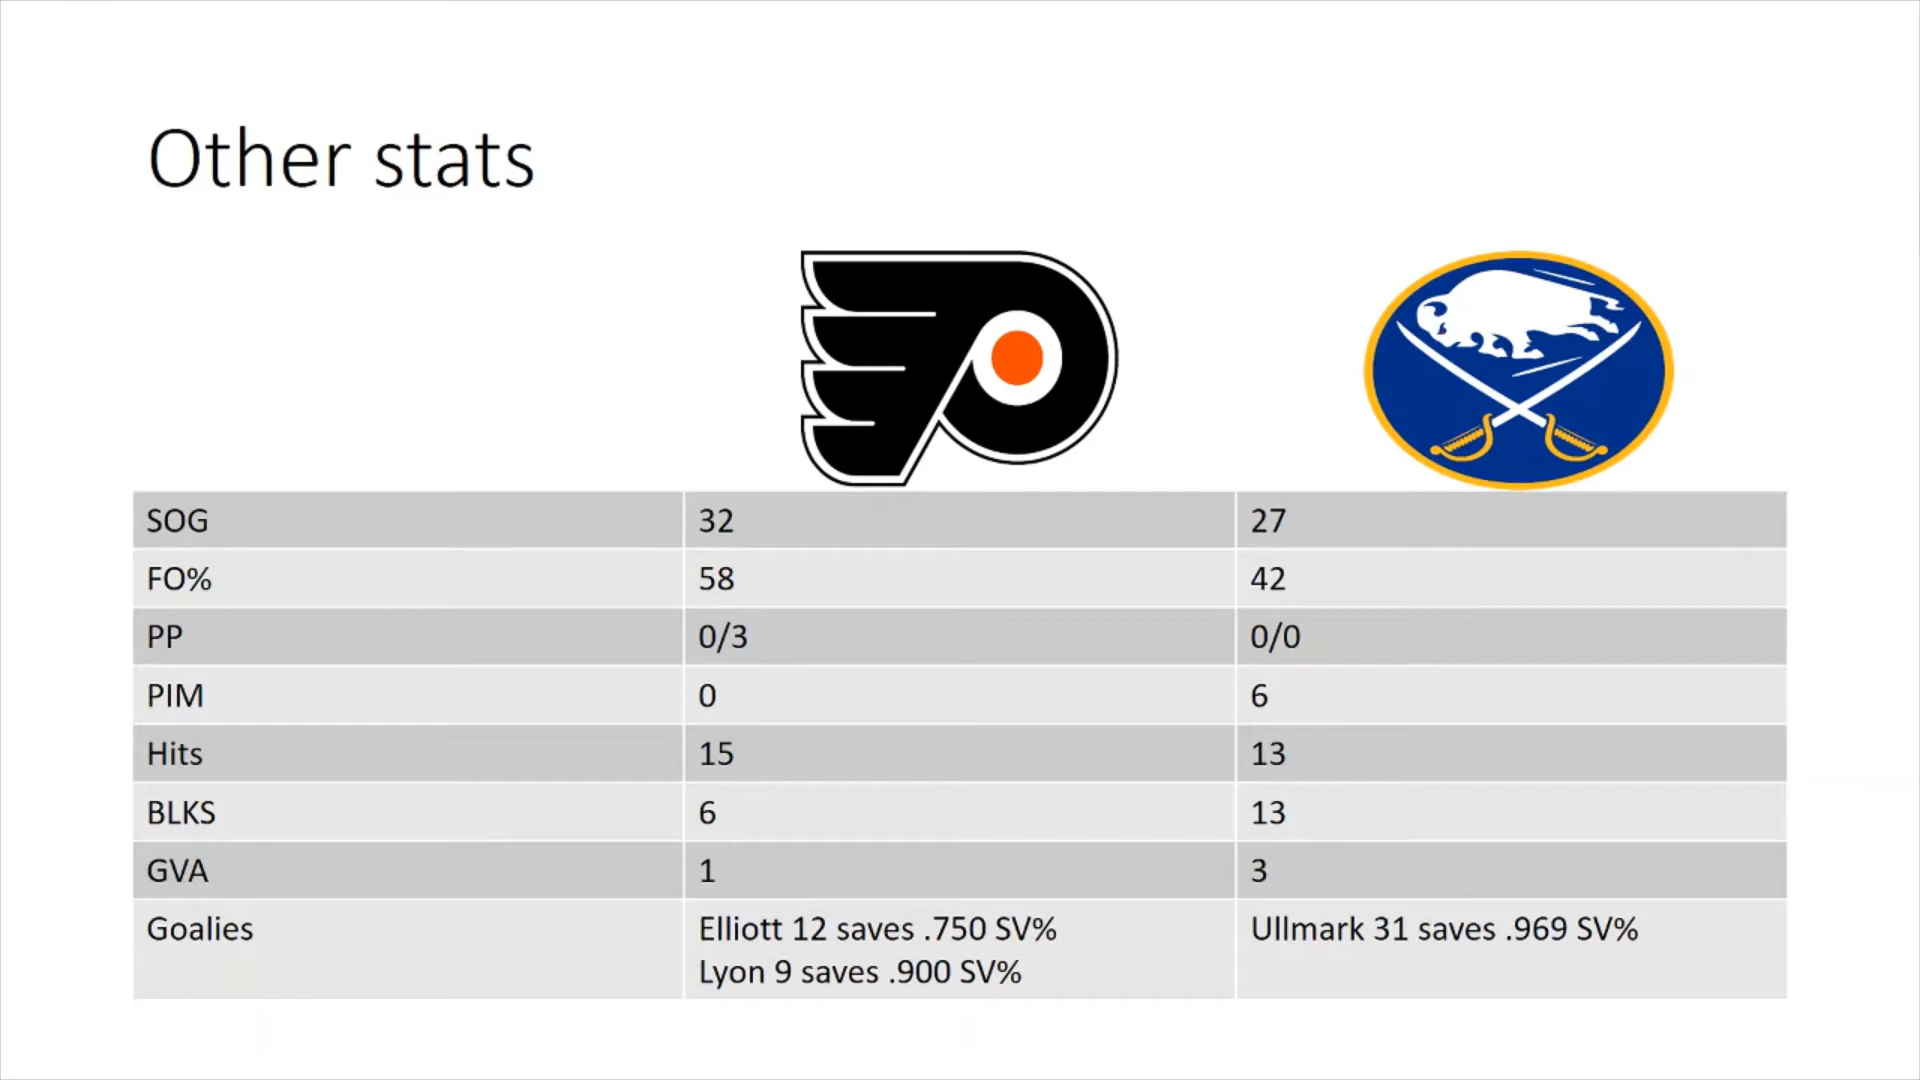 Other stats
SOG 32 27
FO% 58 42
PP 0/3 0/0
PIM 0 6
Hits 15 13
BLKS 6 13
GVA 1 3
Goalies Elliott 12 saves .750 SV% Ullmark 31 saves .969 SV%
Lyon 9 saves .900 SV%